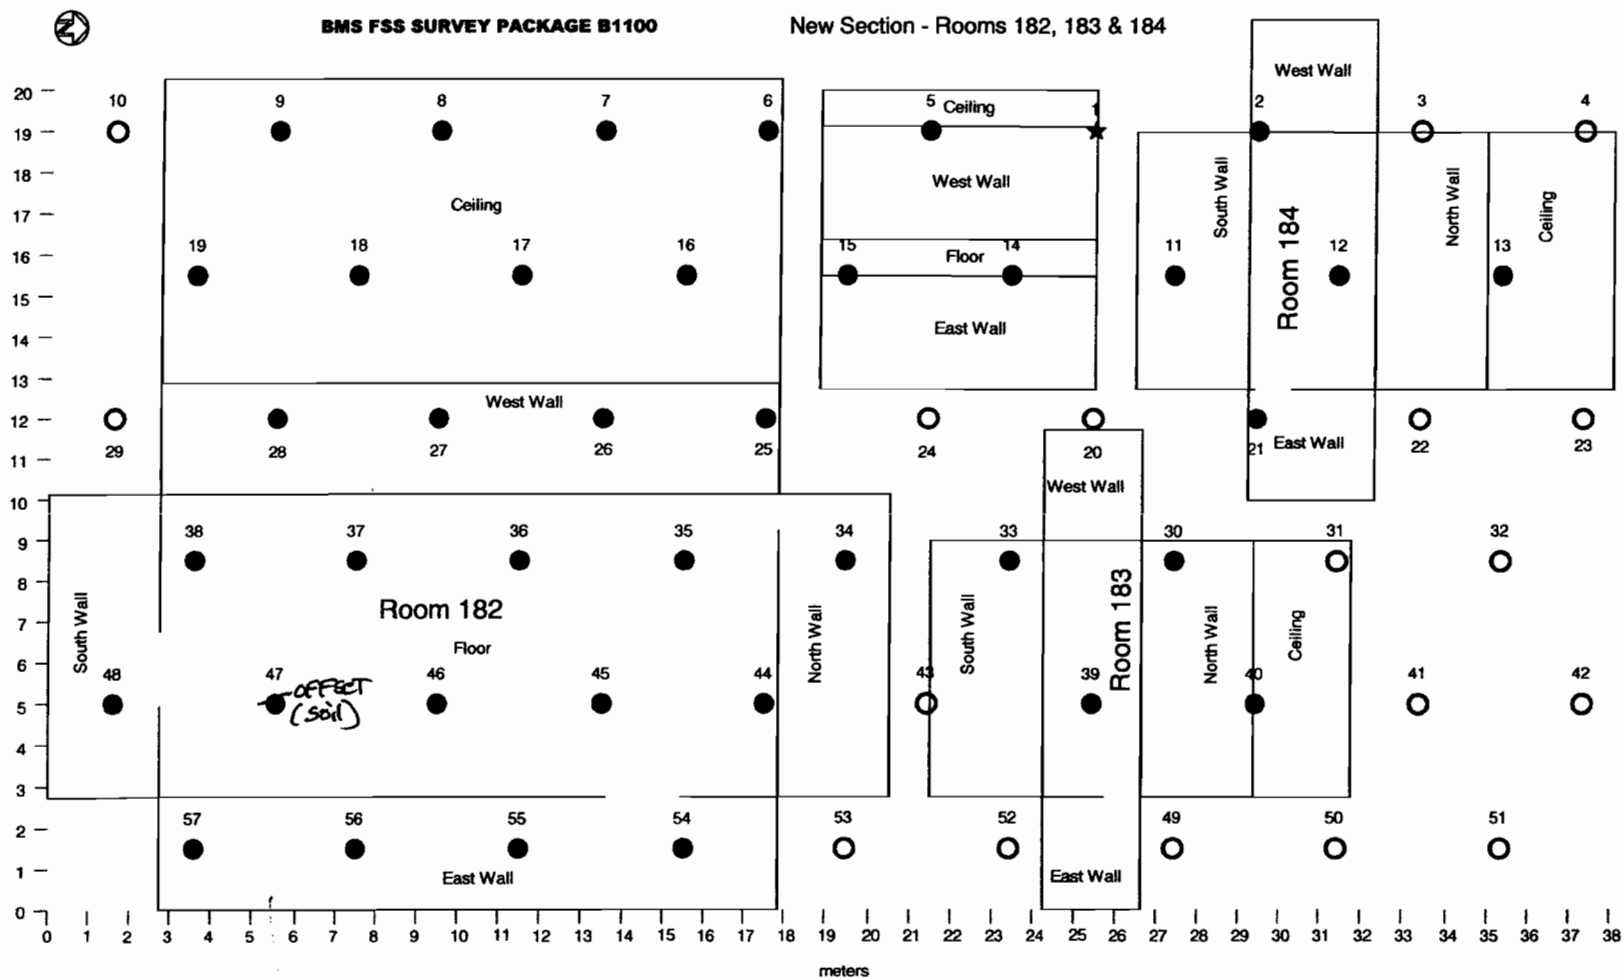 N
BMS FSS SURVEY PACKAGE B1100
New Section - Rooms 182, 183 & 184
West Wall
20 10 9 8 7 6 5 Ceiling 1 2 3 4
19
18 West Wall South Wall North Wall Ceiling
17 Ceiling
Room 184
16 19 18 17 16 15 Floor 14 11 12 13
15
14 East Wall
13
West Wall
12
11 29 28 27 26 25 24 20 21 East Wall 22 23
West Wall
10
9 38 37 36 35 34 33 30 31 32
8
Room 182
7 South Wall North Wall South Wall Room 183 North Wall Ceiling
6 Floor
48 47 46 45 44 43 39 40 41 42
OFFSET
(soil)
5
4
3
2 57 56 55 54 53 52 49 50 51
1 East Wall East Wall
0
0 1 2 3 4 5 6 7 8 9 10 11 12 13 14 15 16 17 18 19 20 21 22 23 24 25 26 27 28 29 30 31 32 33 34 35 36 37 38
meters